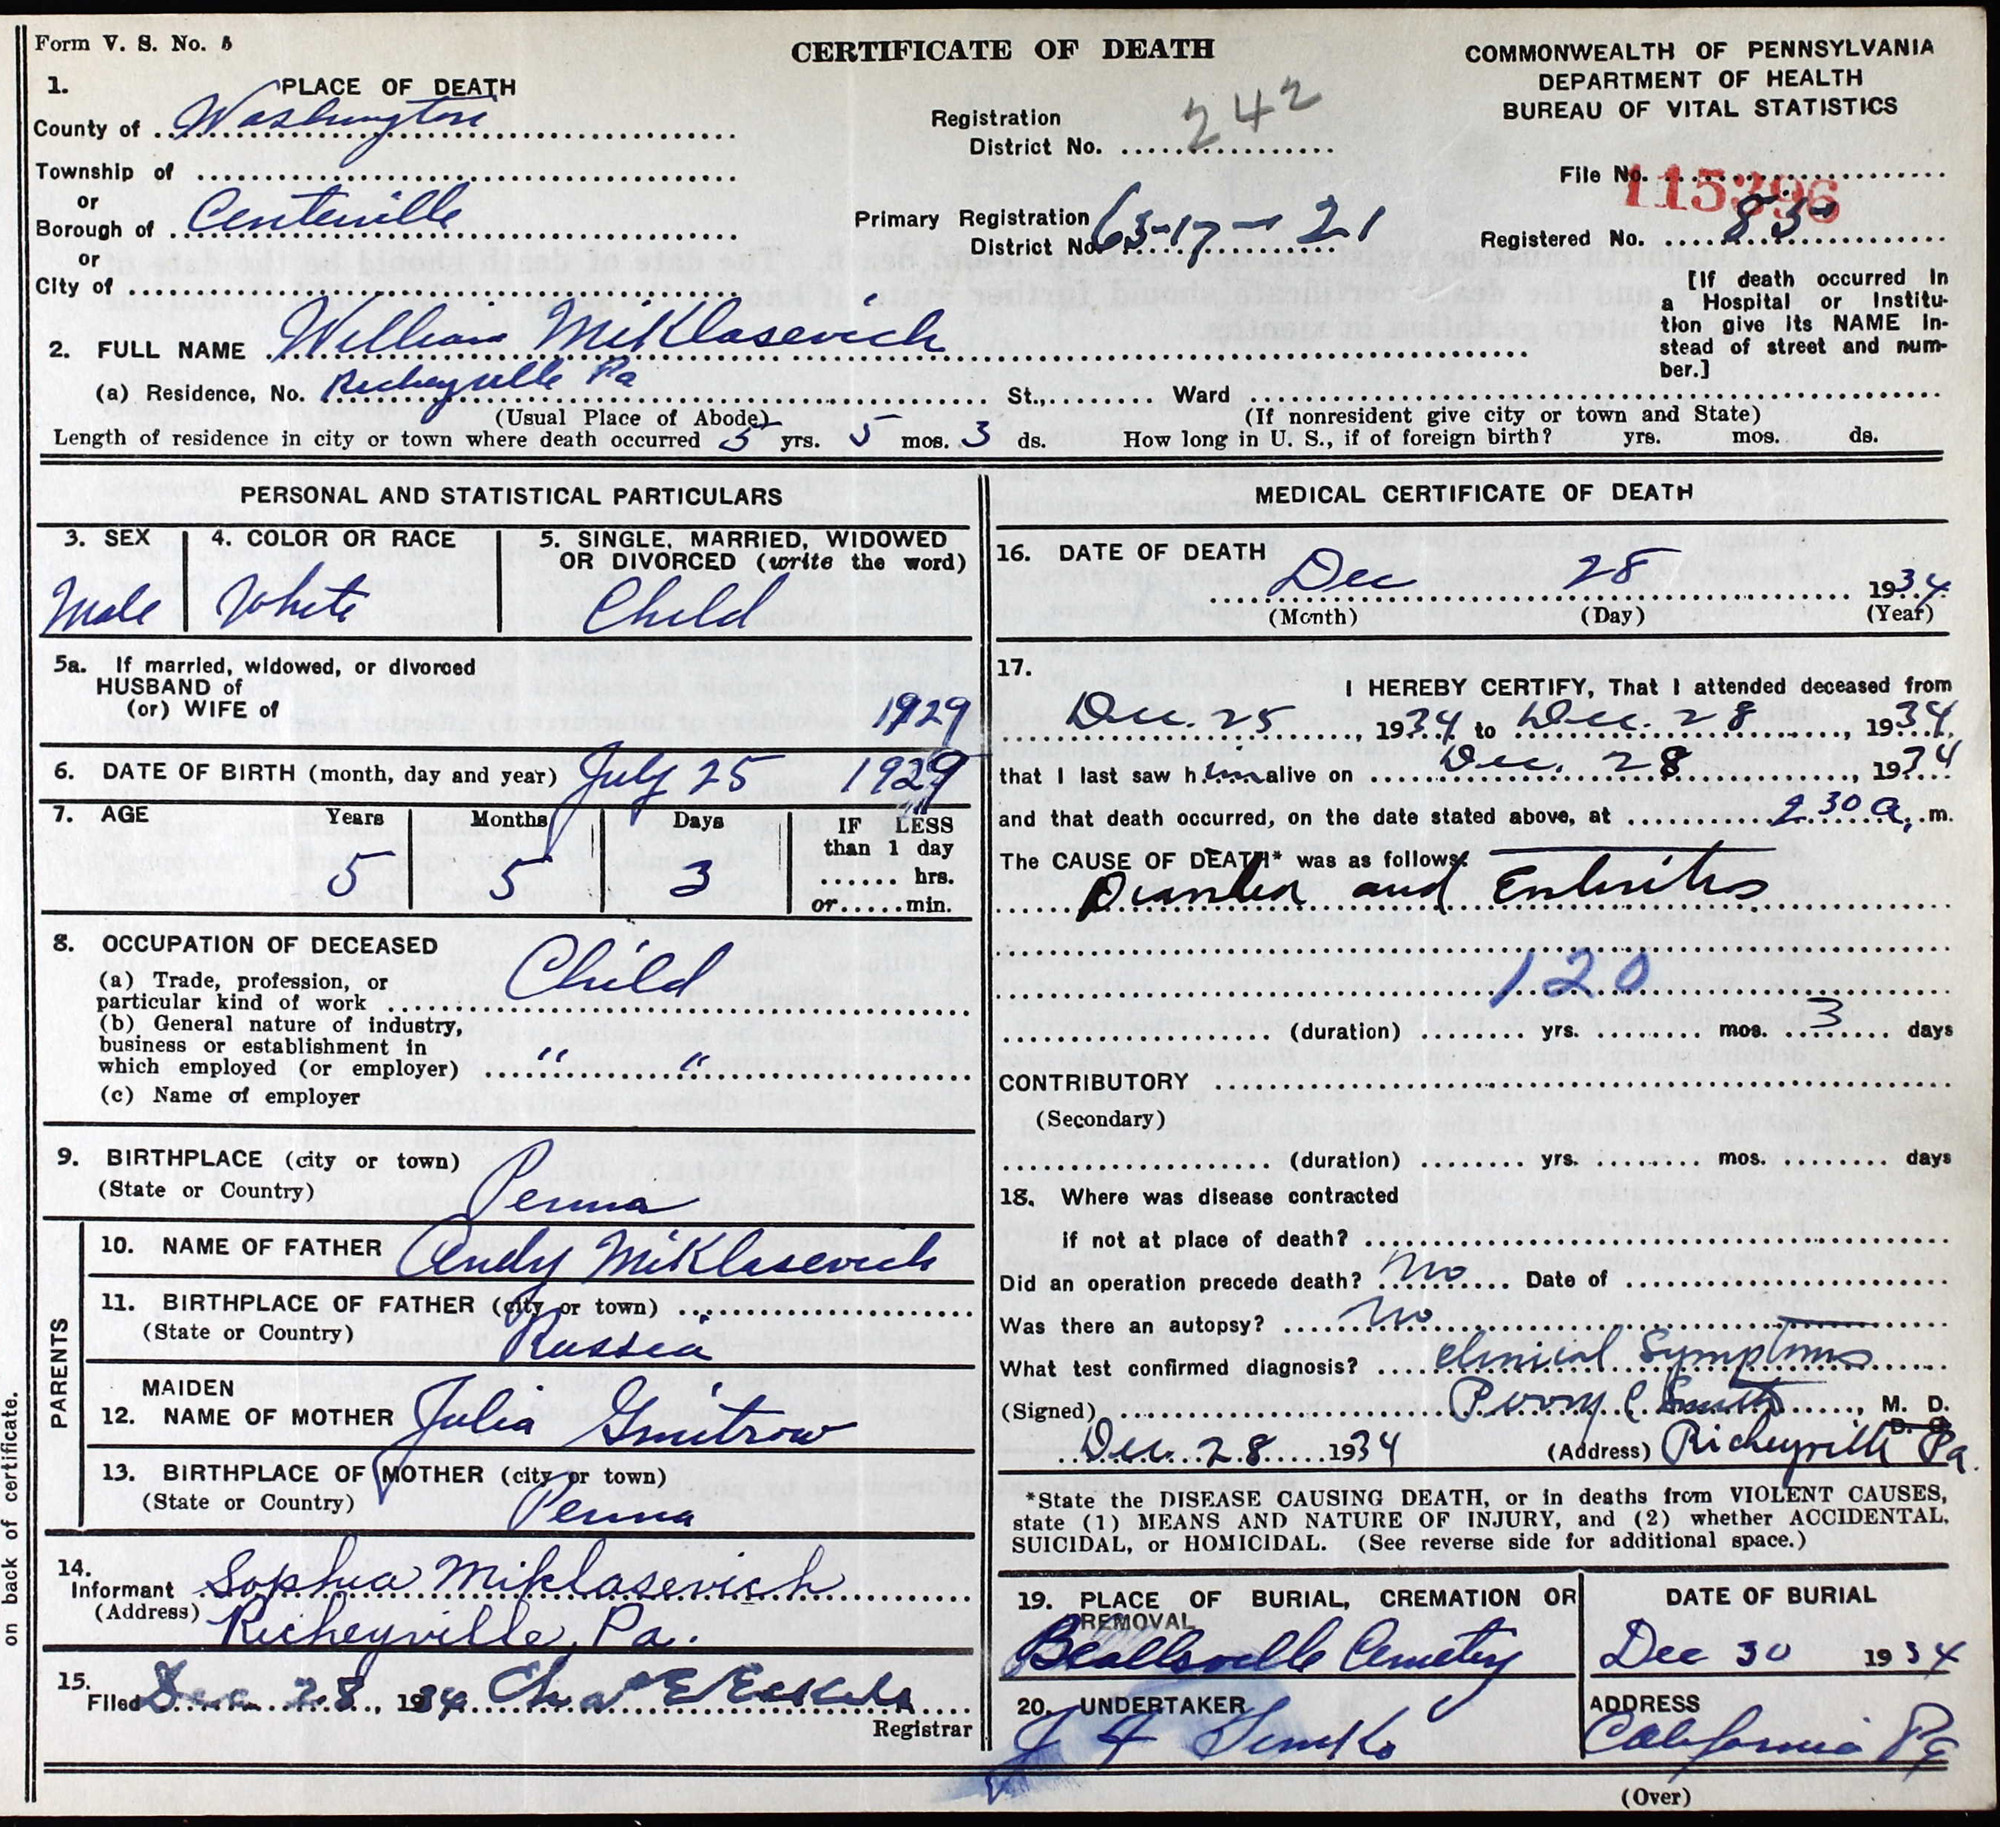 Form V. S. No. 5
CERTIFICATE OF DEATH
COMMONWEALTH OF PENNSYLVANIA
DEPARTMENT OF HEALTH
BUREAU OF VITAL STATISTICS
1. PLACE OF DEATH
County of Washington
Township of
or
Borough of Centerville
or
City of
Registration
District No. 242
Primary Registration
District No. 63-17-21
File No. 115396
Registered No. 85
[If death occurred in
a Hospital or Institu-
tion give its NAME in-
stead of street and num-
ber.]
2. FULL NAME William Miklasevich
(a) Residence, No. Richeyville Pa St., Ward
(Usual Place of Abode) (If nonresident give city or town and State)
Length of residence in city or town where death occurred 5 yrs. 5 mos. 3 ds. How long in U. S., if of foreign birth? yrs. mos. ds.
PERSONAL AND STATISTICAL PARTICULARS
3. SEX 4. COLOR OR RACE 5. SINGLE, MARRIED, WIDOWED
OR DIVORCED (write the word)
Male White Child
5a. If married, widowed, or divorced
HUSBAND of
(or) WIFE of
1929
6. DATE OF BIRTH (month, day and year) July 25 1929
7. AGE Years Months Days IF LESS
than 1 day
5 5 3 hrs.
or min.
8. OCCUPATION OF DECEASED
(a) Trade, profession, or
particular kind of work Child
(b) General nature of industry,
business or establishment in
which employed (or employer) " "
(c) Name of employer
9. BIRTHPLACE (city or town)
(State or Country) Penna
PARENTS
10. NAME OF FATHER Andy Miklasevich
11. BIRTHPLACE OF FATHER (city or town)
(State or Country) Russia
MAIDEN
12. NAME OF MOTHER Julia Gmitrow
13. BIRTHPLACE OF MOTHER (city or town)
(State or Country) Penna
14.
Informant Sophia Miklasevich
(Address) Richeyville, Pa.
15.
Filed Dec 28, 1934 Chas E
Registrar
MEDICAL CERTIFICATE OF DEATH
16. DATE OF DEATH
Dec 28 1934
(Month) (Day) (Year)
17.
I HEREBY CERTIFY, That I attended deceased from
Dec. 25, 1934 to Dec. 28, 1934,
that I last saw him alive on Dec. 28, 1934
and that death occurred, on the date stated above, at 2 30 a, m.
The CAUSE OF DEATH* was as follows:
and Enteritis
120
(duration) yrs. mos. 3 days
CONTRIBUTORY
(Secondary)
(duration) yrs. mos. days
18. Where was disease contracted
if not at place of death?
Did an operation precede death? No Date of
Was there an autopsy? No
What test confirmed diagnosis? Clinical Symptoms
(Signed) Perry C Smith, M. D.
Dec. 28 1934 (Address) Richeyville Pa.
*State the DISEASE CAUSING DEATH, or in deaths from VIOLENT CAUSES,
state (1) MEANS AND NATURE OF INJURY, and (2) whether ACCIDENTAL,
SUICIDAL, or HOMICIDAL. (See reverse side for additional space.)
19. PLACE OF BURIAL, CREMATION OR
REMOVAL
Beallsville Cemetery
DATE OF BURIAL
Dec 30 1934
20. UNDERTAKER
ADDRESS
California Pa
(Over)
on back of certificate.